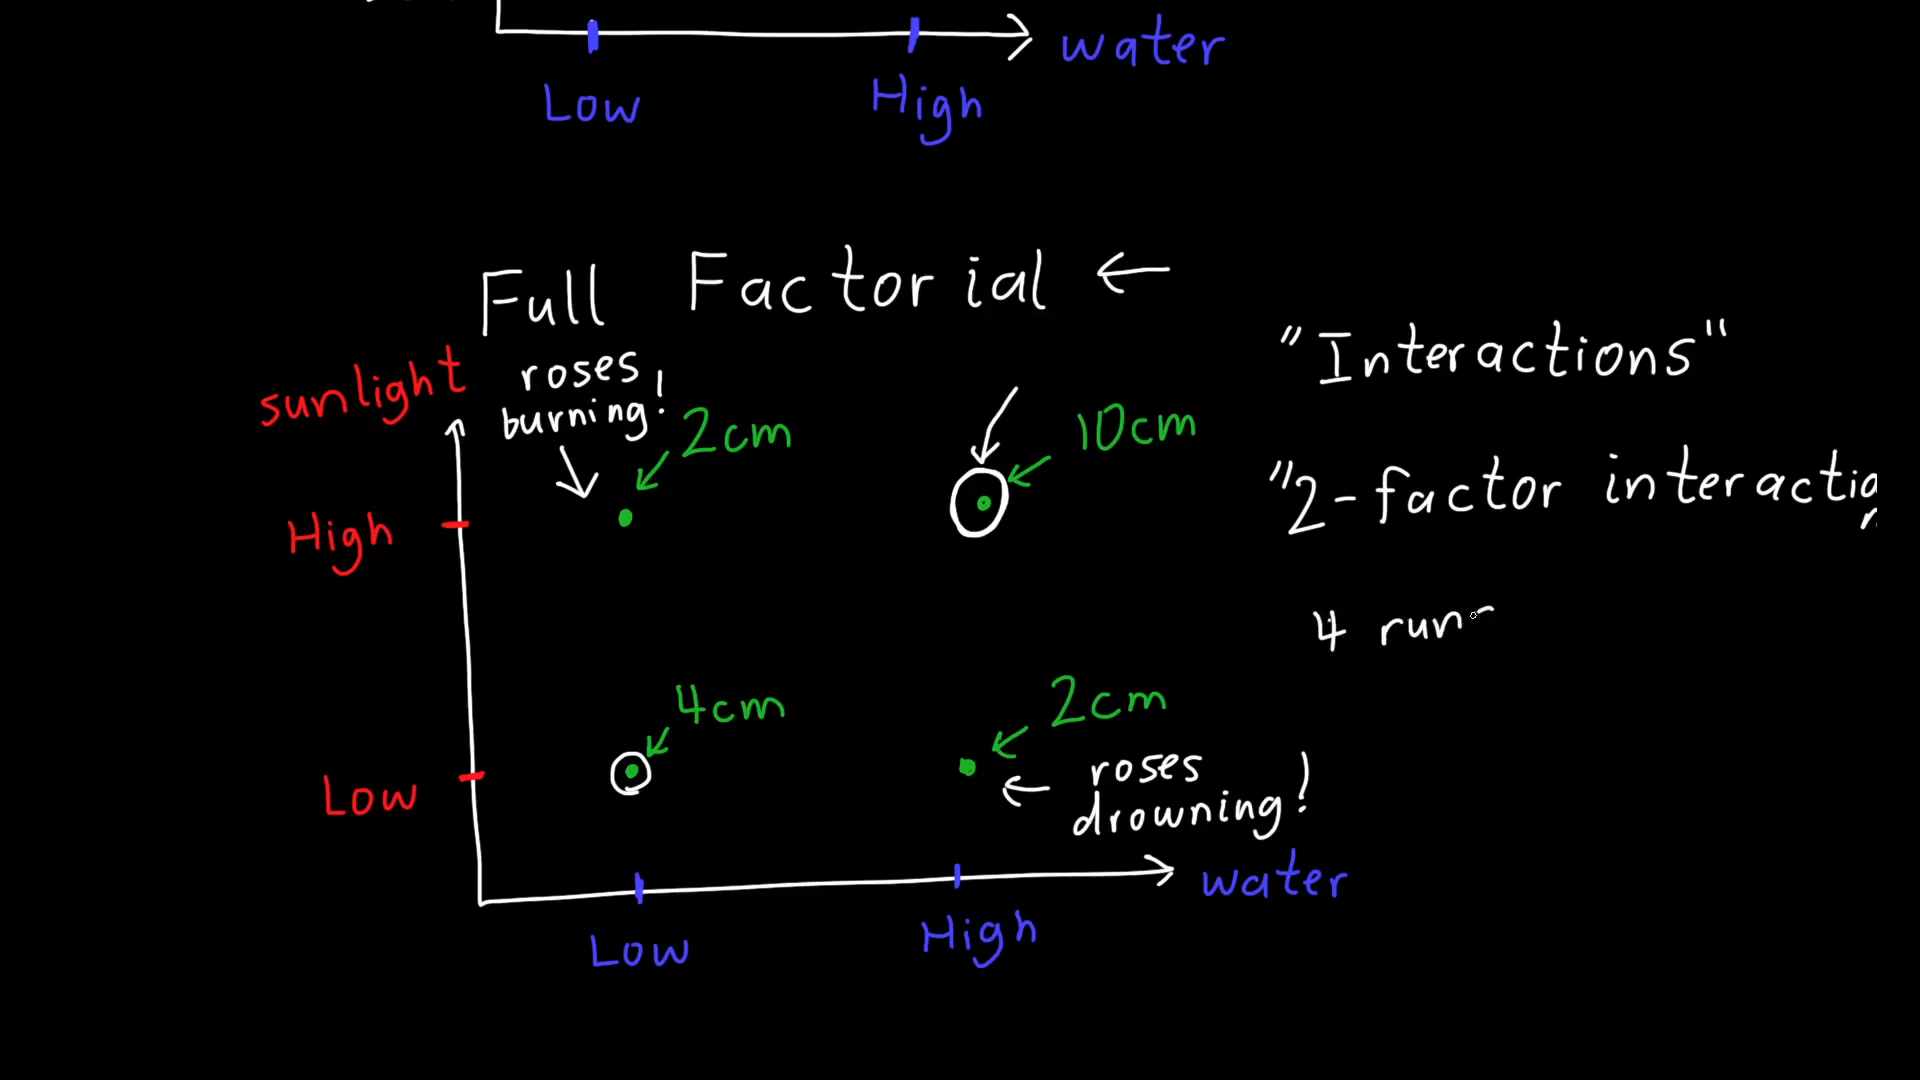 water
Low High
Full Factorial ←
"Interactions"
sunlight
roses
burning!
2cm
10cm
"2-factor interactio
High
4 run
4cm
2cm
roses
drowning!
Low
water
Low High